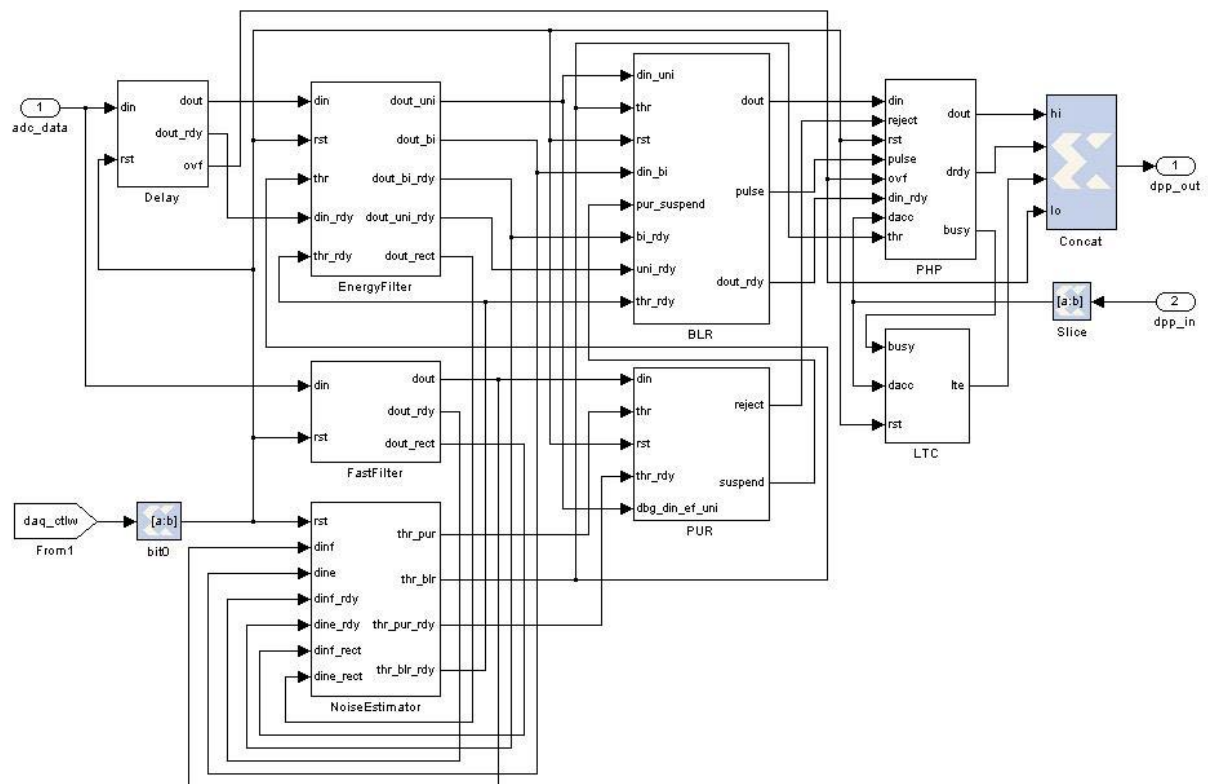 1
adc_data
din
rst
dout
dout_rdy
ovf
Delay
din
rst
thr
din_rdy
thr_rdy
dout_uni
dout_bi
dout_bi_rdy
dout_uni_rdy
dout_rect
EnergyFilter
din_uni
thr
rst
din_bi
pur_suspend
bi_rdy
uni_rdy
thr_rdy
dout
pulse
dout_rdy
BLR
din
reject
rst
pulse
ovf
din_rdy
dacc
thr
dout
drdy
busy
PHP
hi
lo
Concat
1
dpp_out
[a:b]
Slice
2
dpp_in
busy
dacc
rst
lte
LTC
din
rst
dout
dout_rdy
dout_rect
FastFilter
din
thr
rst
thr_rdy
dbg_din_ef_uni
reject
suspend
PUR
daq_ctlw
From1
[a:b]
bit0
rst
dinf
dine
dinf_rdy
dine_rdy
dinf_rect
dine_rect
thr_pur
thr_blr
thr_pur_rdy
thr_blr_rdy
NoiseEstimator